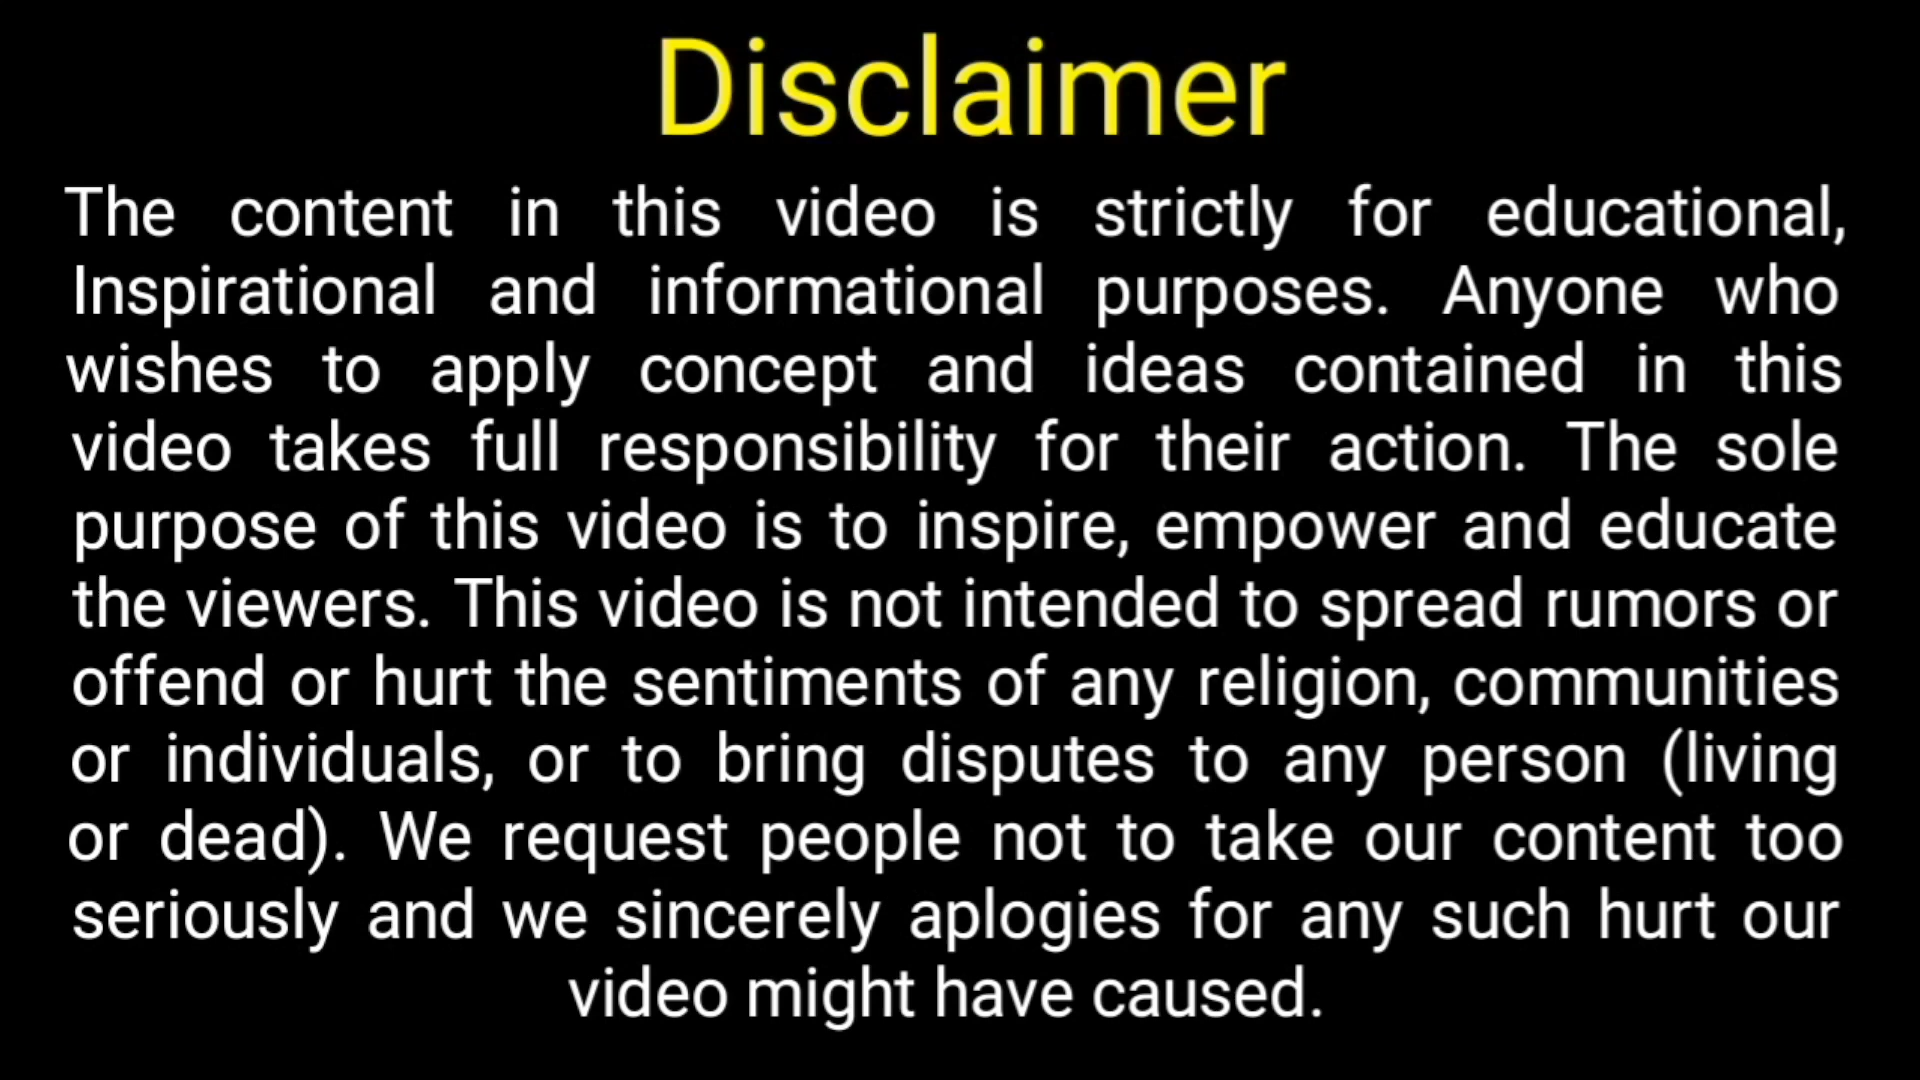 Disclaimer
The content in this video is strictly for educational,
Inspirational and informational purposes. Anyone who
wishes to apply concept and ideas contained in this
video takes full responsibility for their action. The sole
purpose of this video is to inspire, empower and educate
the viewers. This video is not intended to spread rumors or
offend or hurt the sentiments of any religion, communities
or individuals, or to bring disputes to any person (living
or dead). We request people not to take our content too
seriously and we sincerely aplogies for any such hurt our
video might have caused.